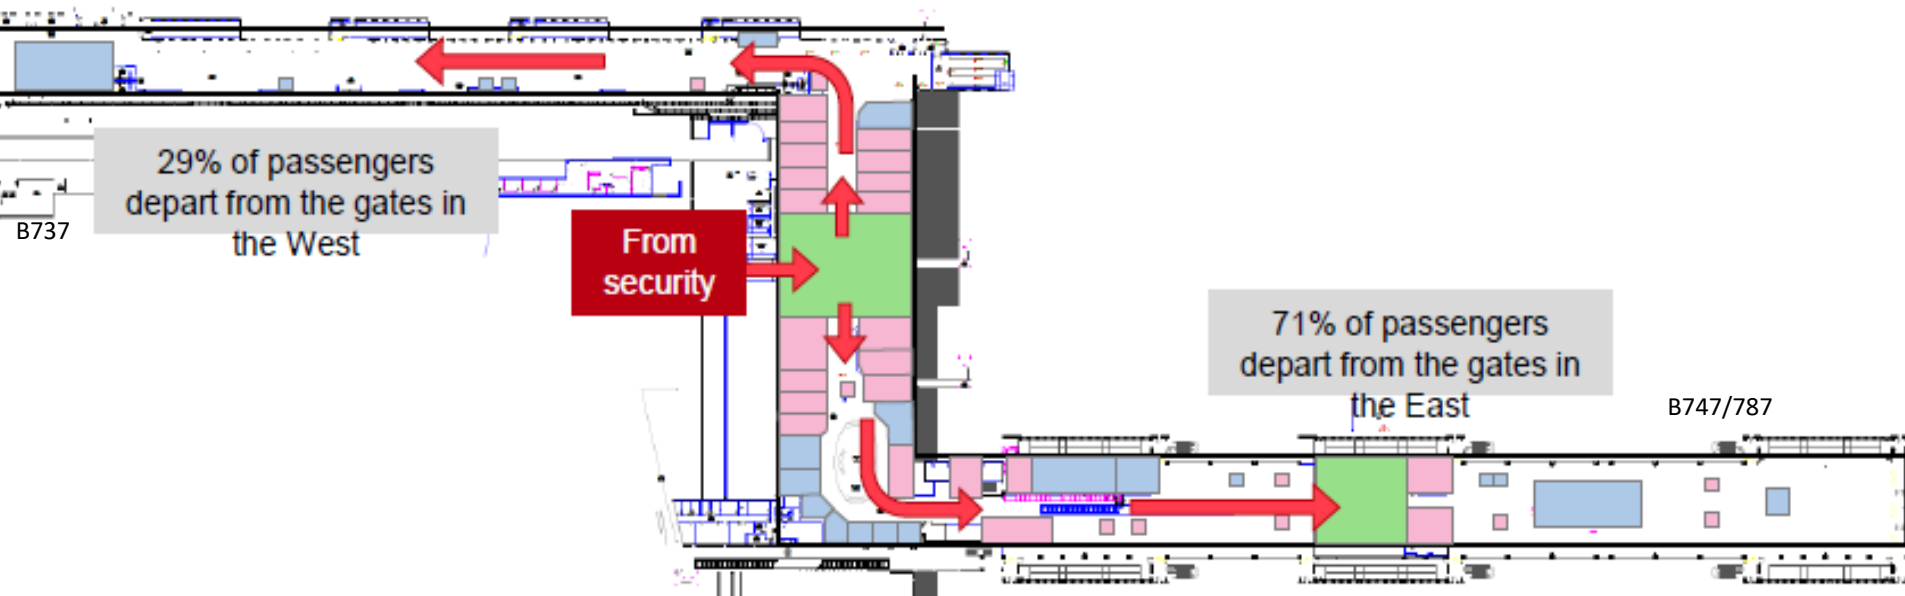 29% of passengers
depart from the gates in
the West
B737
From
security
71% of passengers
depart from the gates in
the East
B747/787